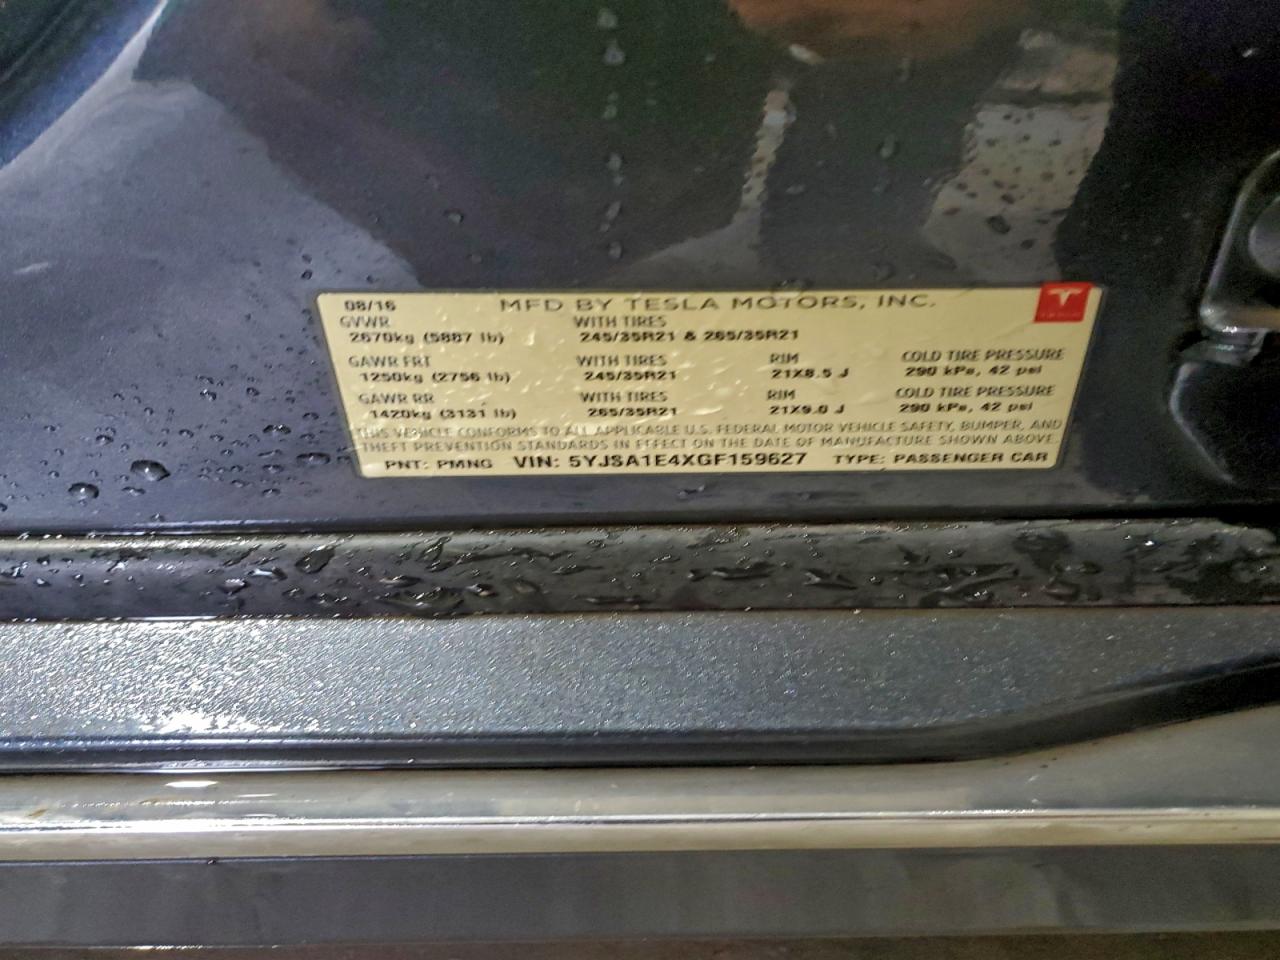 08/16 MFD BY TESLA MOTORS, INC.
GVWR WITH TIRES
2670kg (5887 lb) 245/35R21 & 265/35R21
GAWR FRT WITH TIRES RIM COLD TIRE PRESSURE
1250kg (2756 lb) 245/35R21 21X8.5 J 290 kPa, 42 psi
GAWR RR WITH TIRES RIM COLD TIRE PRESSURE
1420kg (3131 lb) 265/35R21 21X9.0 J 290 kPa, 42 psi
THIS VEHICLE CONFORMS TO ALL APPLICABLE U.S. FEDERAL MOTOR VEHICLE SAFETY, BUMPER, AND
THEFT PREVENTION STANDARDS IN EFFECT ON THE DATE OF MANUFACTURE SHOWN ABOVE.
PNT: PMNG VIN: 5YJSA1E4XGF159627 TYPE: PASSENGER CAR